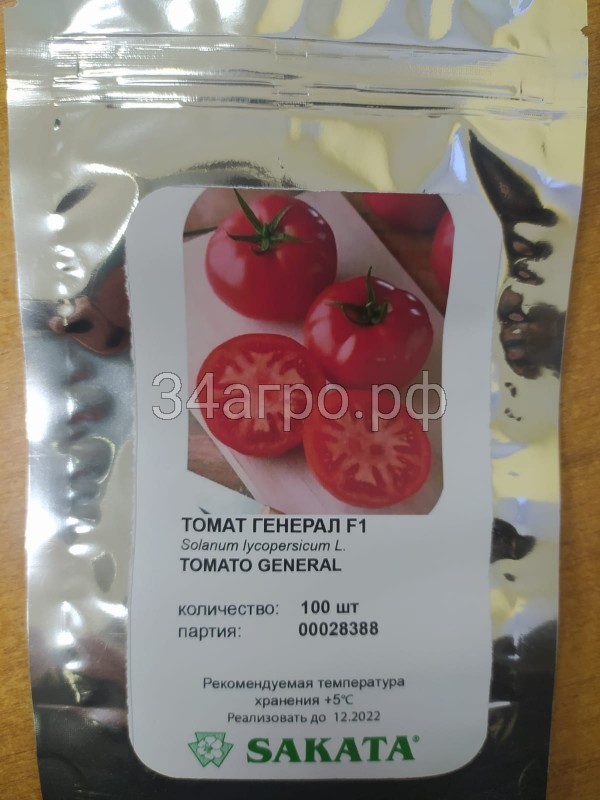 34агро.рф
ТОМАТ ГЕНЕРАЛ F1
Solanum lycopersicum L.
TOMATO GENERAL
количество: 100 шт
партия: 00028388
Рекомендуемая температура
хранения +5℃
Реализовать до 12.2022
SAKATA®